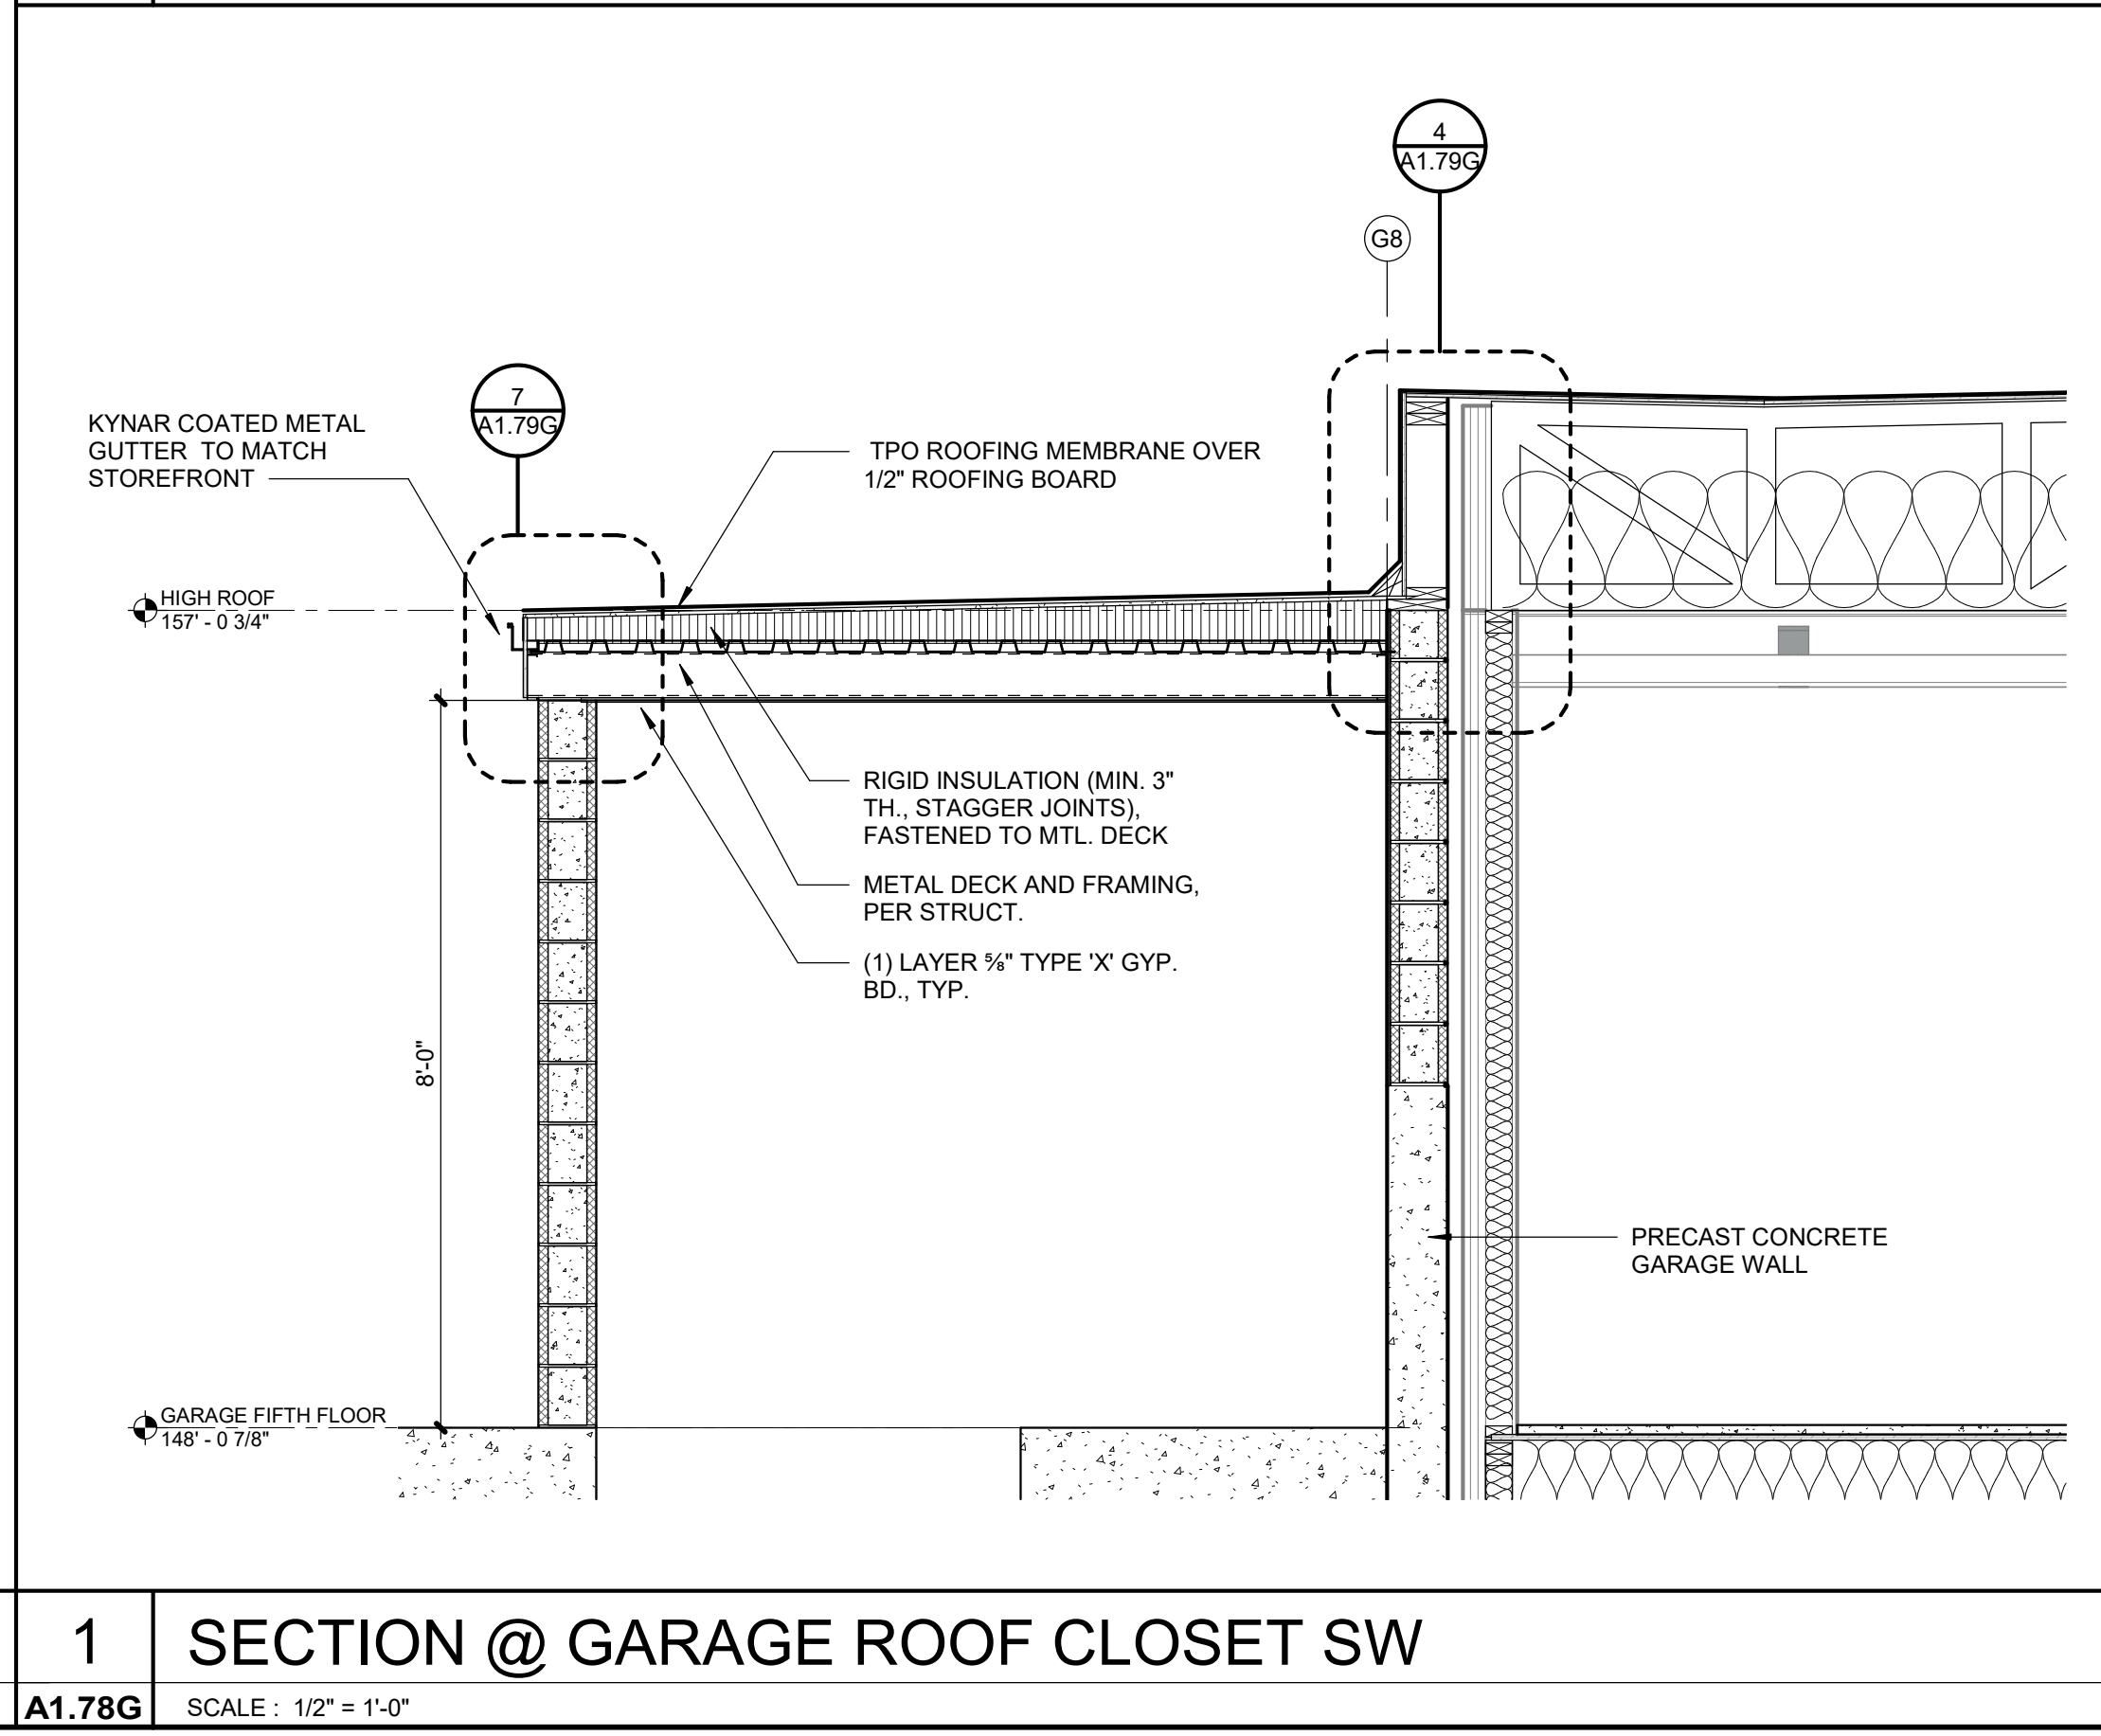 4
A1.79G
G8
7
A1.79G
KYNAR COATED METAL
GUTTER TO MATCH
STOREFRONT
TPO ROOFING MEMBRANE OVER
1/2" ROOFING BOARD
HIGH ROOF
157' - 0 3/4"
RIGID INSULATION (MIN. 3"
TH., STAGGER JOINTS),
FASTENED TO MTL. DECK
METAL DECK AND FRAMING,
PER STRUCT.
(1) LAYER ⅝" TYPE 'X' GYP.
BD., TYP.
8'-0"
PRECAST CONCRETE
GARAGE WALL
GARAGE FIFTH FLOOR
148' - 0 7/8"
1
SECTION @ GARAGE ROOF CLOSET SW
A1.78G
SCALE : 1/2" = 1'-0"